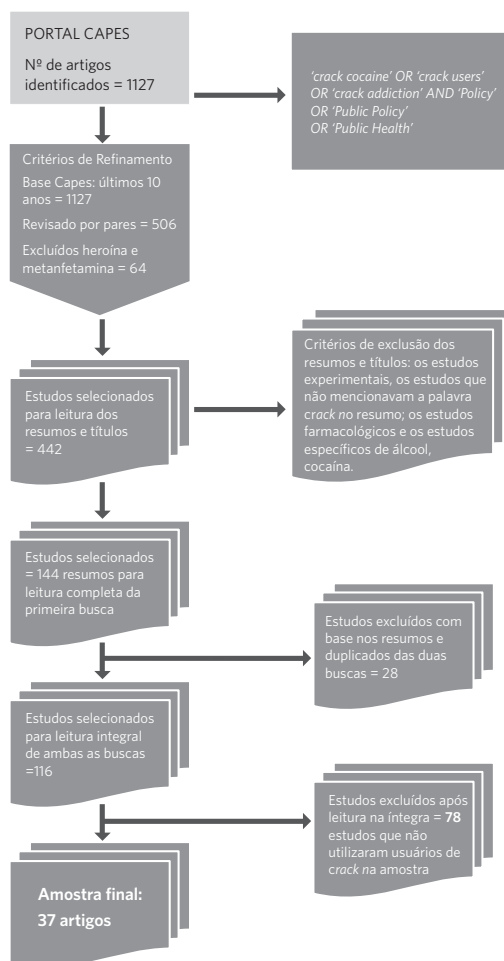 PORTAL CAPES
Nº de artigos
identificados = 1127
'crack cocaine' OR 'crack users'
OR 'crack addiction' AND 'Policy'
OR 'Public Policy'
OR 'Public Health'
Critérios de Refinamento
Base Capes: últimos 10
anos = 1127
Revisado por pares = 506
Excluídos heroína e
metanfetamina = 64
Estudos selecionados
para leitura dos
resumos e títulos
= 442
Critérios de exclusão dos
resumos e títulos: os estudos
experimentais, os estudos que
não mencionavam a palavra
crack no resumo; os estudos
farmacológicos e os estudos
específicos de álcool,
cocaína.
Estudos selecionados
= 144 resumos para
leitura completa da
primeira busca
Estudos excluídos com
base nos resumos e
duplicados das duas
buscas = 28
Estudos selecionados
para leitura integral
de ambas as buscas
=116
Estudos excluídos após
leitura na íntegra = 78
estudos que não
utilizaram usuários de
crack na amostra
Amostra final:
37 artigos